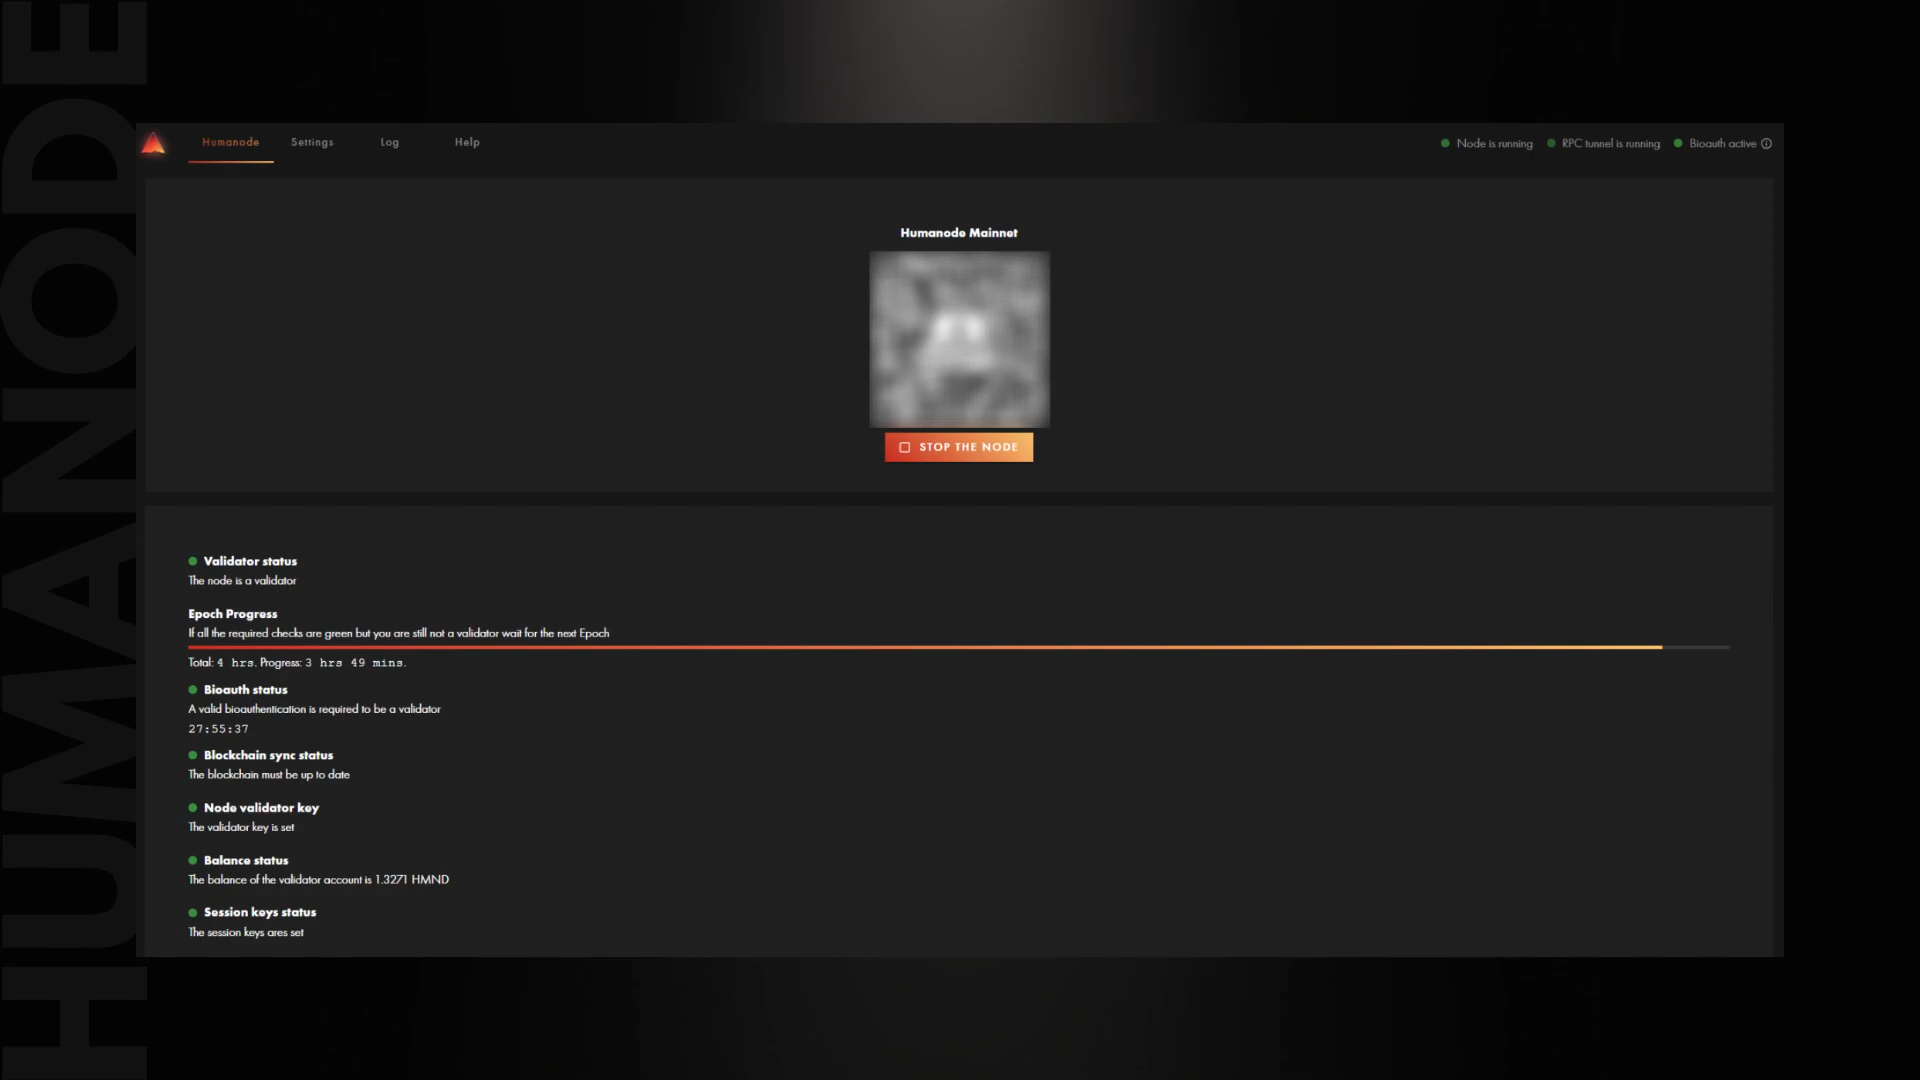 HUMANODE
Humanode Settings Log Help
Node is running RPC tunnel is running Bioauth active
Humanode Mainnet
STOP THE NODE
Validator status
The node is a validator
Epoch Progress
If all the required checks are green but you are still not a validator wait for the next Epoch
Total: 4 hrs. Progress: 3 hrs 49 mins.
Bioauth status
A valid bioauthentication is required to be a validator
27:55:37
Blockchain sync status
The blockchain must be up to date
Node validator key
The validator key is set
Balance status
The balance of the validator account is 1.3271 HMND
Session keys status
The session keys ares set